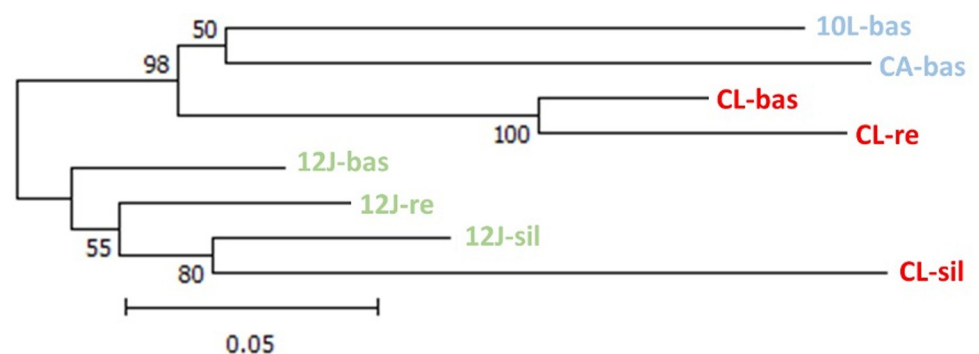 50
10L-bas
98
CA-bas
CL-bas
100
CL-re
12J-bas
12J-re
12J-sil
55
80
CL-sil
0.05